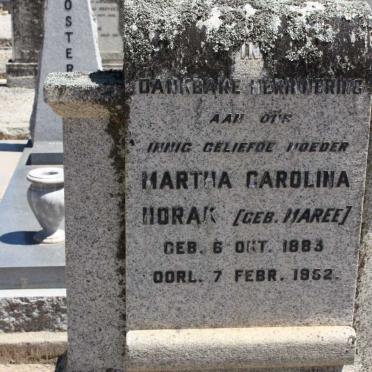 OOSTER
DANKBARE HERINNERING
AAN ONS
INNIG GELIEFDE MOEDER
MARTHA CAROLINA
HORAK [GEB. MAREE]
GEB. 6 OKT. 1883
OORL. 7 FEBR. 1952.